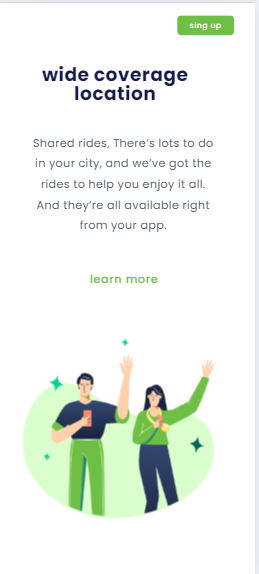 sing up
wide coverage
location
Shared rides, There's lots to do
in your city, and we've got the
rides to help you enjoy it all.
And they're all available right
from your app.
learn more